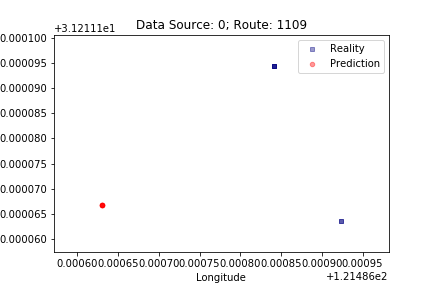 +3.12111e1
Data Source: 0; Route: 1109
Reality
Prediction
0.000100
0.000095
0.000090
0.000085
0.000080
0.000075
0.000070
0.000065
0.000060
0.00060 0.00065 0.00070 0.00075 0.00080 0.00085 0.00090 0.00095
Longitude
+1.21486e2